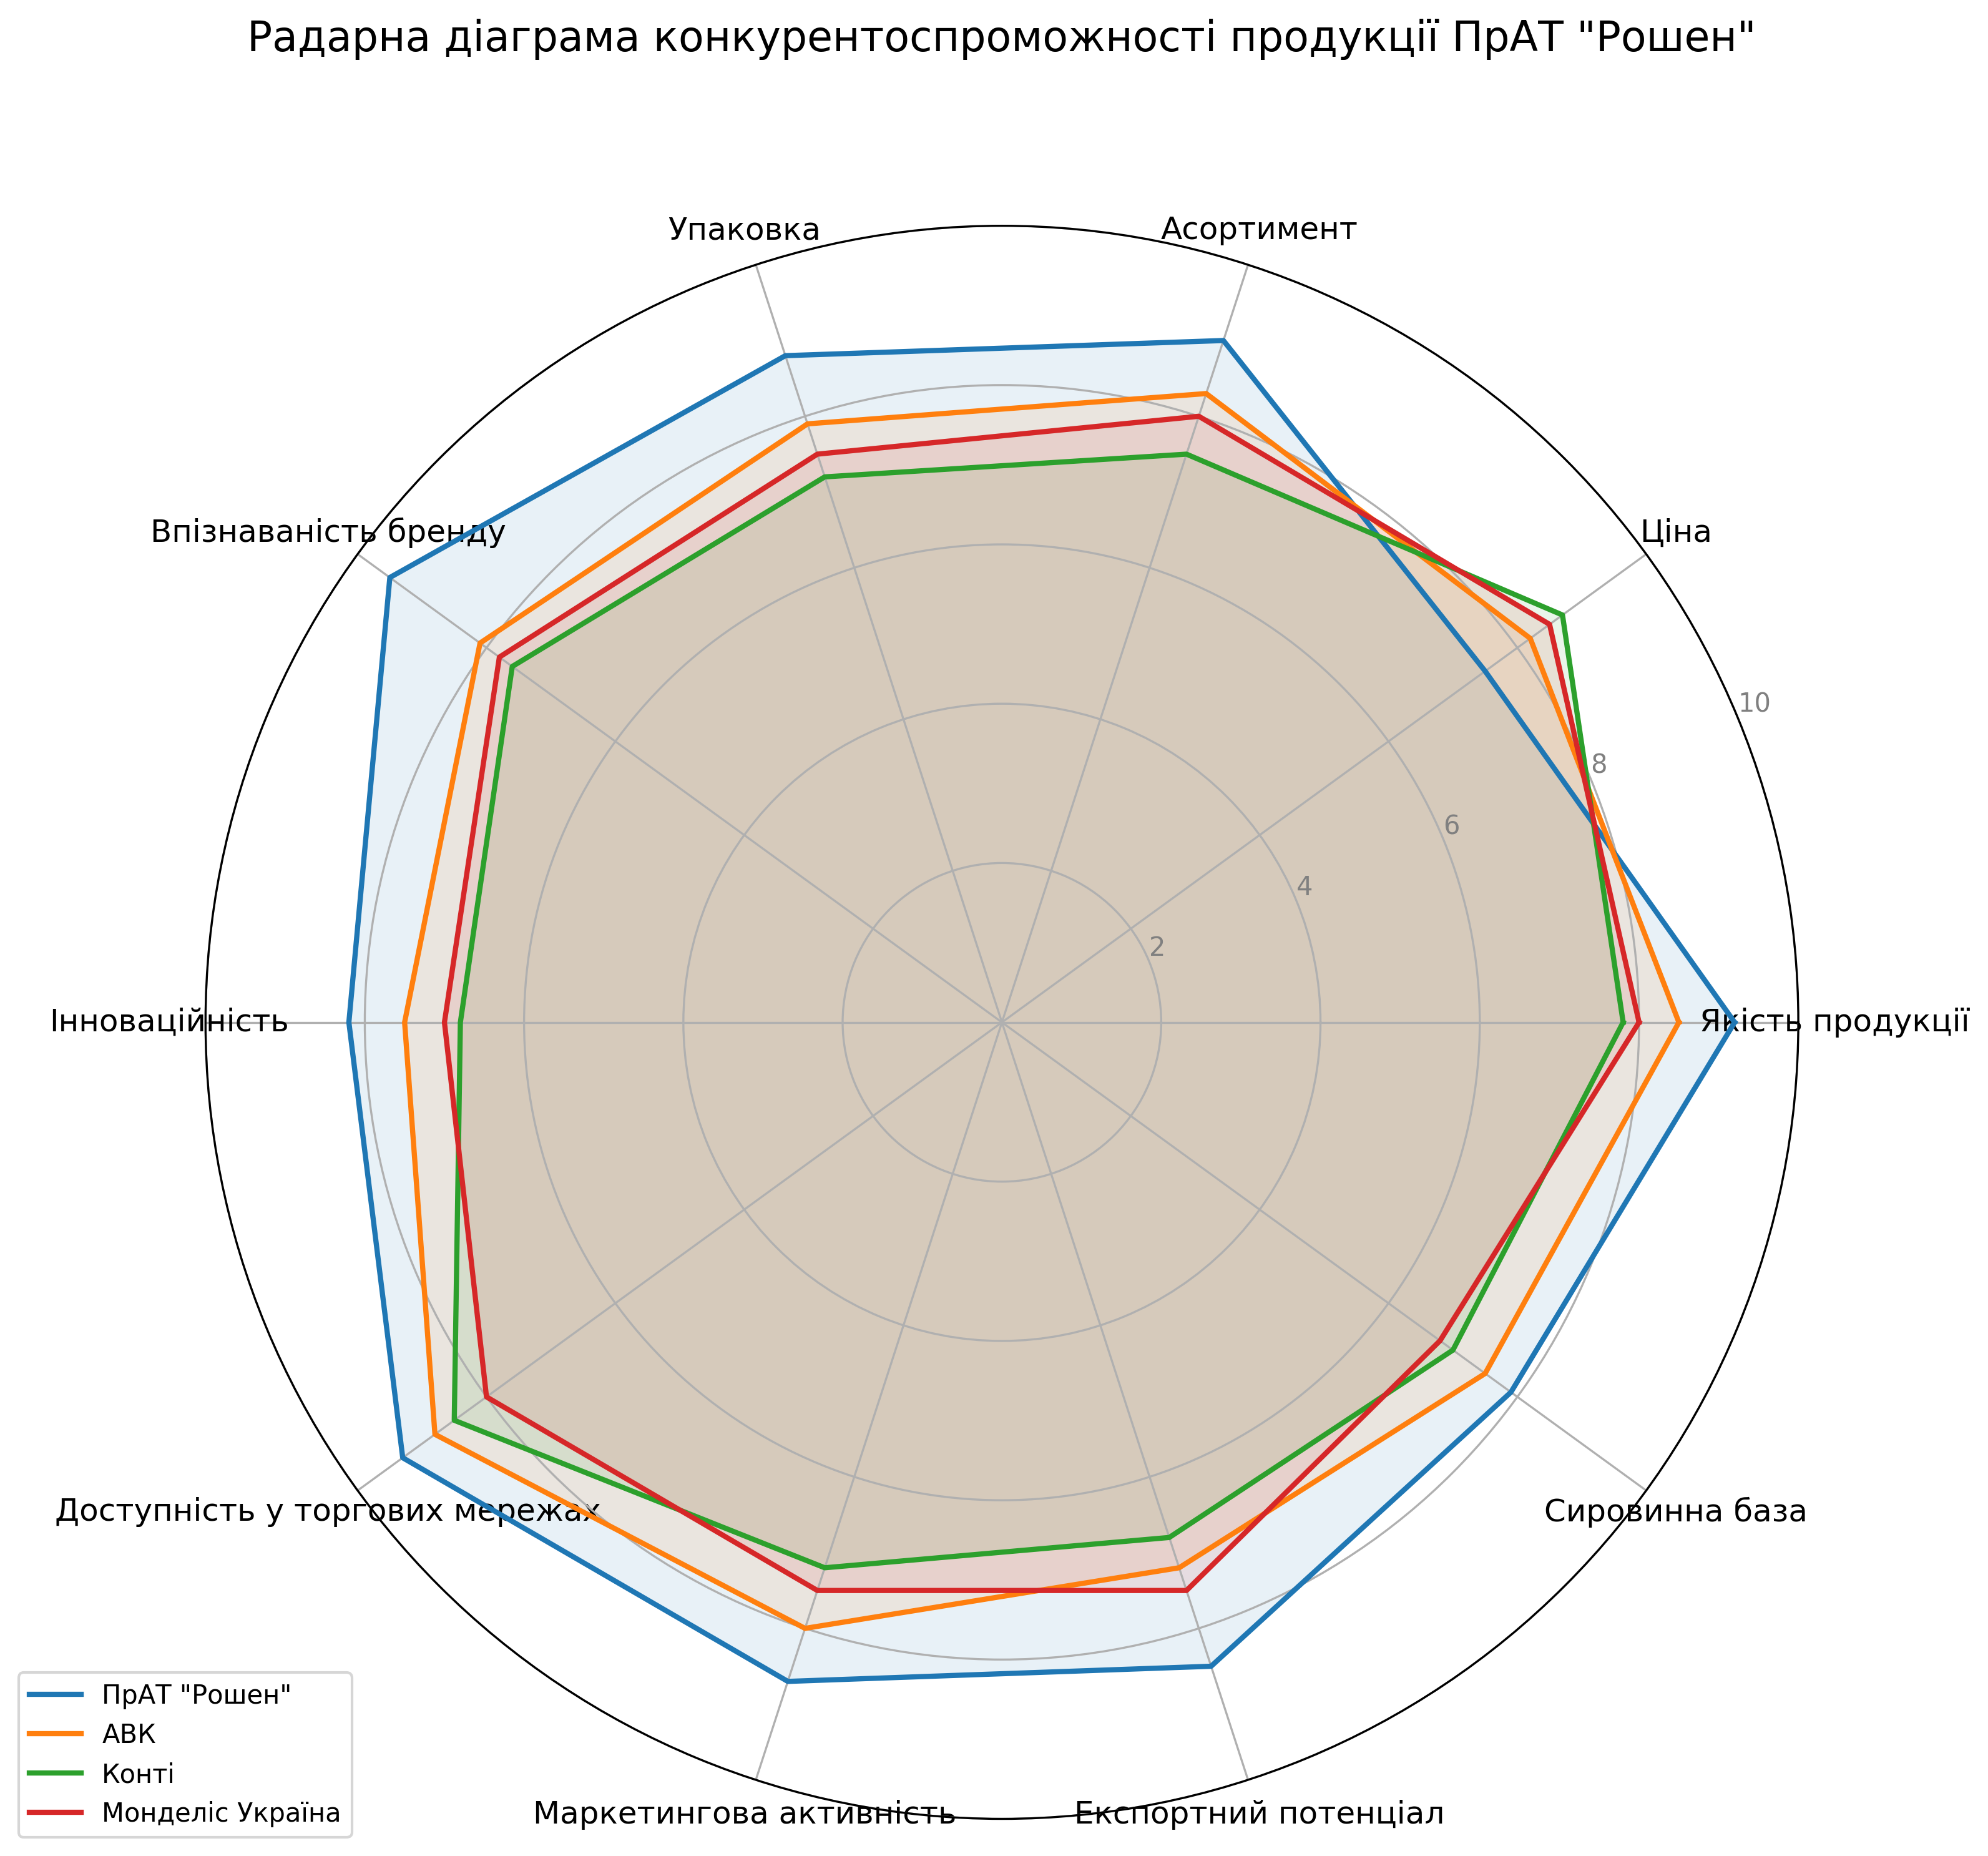 Радарна діаграма конкурентоспроможності продукції ПрАТ "Рошен"
Упаковка
Асортимент
Впізнаваність бренду
Ціна
10
8
6
4
2
Інноваційність
Якість продукції
Доступність у торгових мережах
Сировинна база
Маркетингова активність
Експортний потенціал
ПрАТ "Рошен"
АВК
Конті
Монделіс Україна